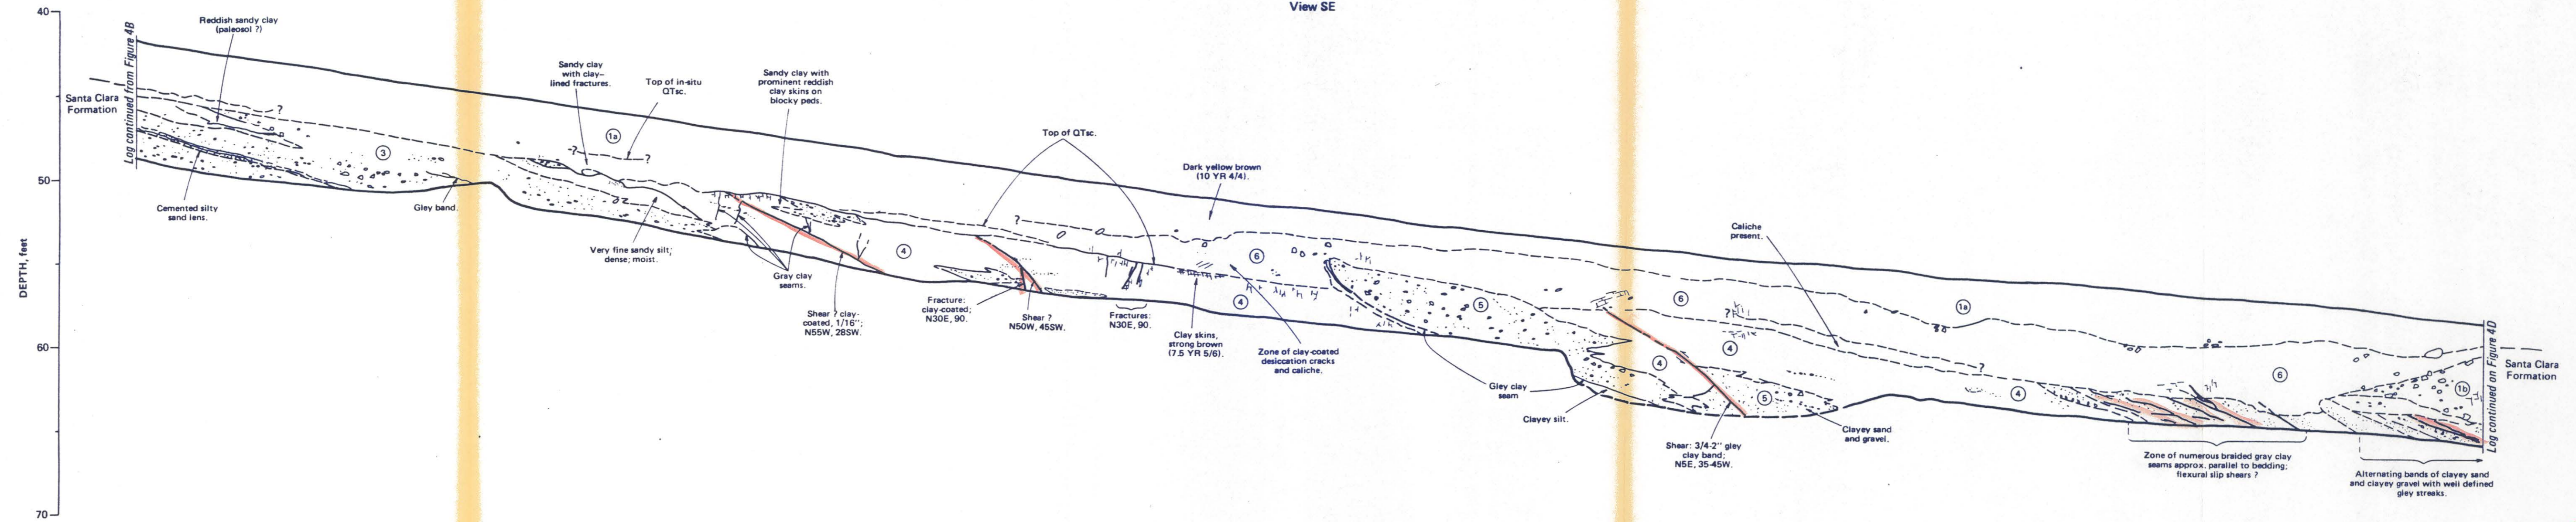 View SE
40
50
60
70
DEPTH, feet
Log continued from Figure 4B
Santa Clara
Formation
Reddish sandy clay
(paleosol ?)
?
3
Cemented silty
sand lens.
Gley band.
Sandy clay
with clay–
lined fractures.
Top of in-situ
QTsc.
1a
?
?
Very fine sandy silt;
dense; moist.
Sandy clay with
prominent reddish
clay skins on
blocky peds.
Gray clay
seams.
4
Shear ? clay-
coated, 1/16";
N55W, 28SW.
Top of QTsc.
?
Fracture:
clay-coated;
N30E, 90.
Shear ?
N50W, 45SW.
Fractures:
N30E, 90.
Dark yellow brown
(10 YR 4/4).
6
4
Clay skins,
strong brown
(7.5 YR 5/6).
Zone of clay-coated
desiccation cracks
and caliche.
5
Gley clay
seam
Clayey silt.
6
?
4
4
5
Shear: 3/4-2" gley
clay band;
N5E, 35-45W.
Caliche
present.
1a
?
Clayey sand
and gravel.
4
6
1b
Zone of numerous braided gray clay
seams approx. parallel to bedding;
flexural slip shears ?
Alternating bands of clayey sand
and clayey gravel with well defined
gley streaks.
Log continued on Figure 4D
Santa Clara
Formation